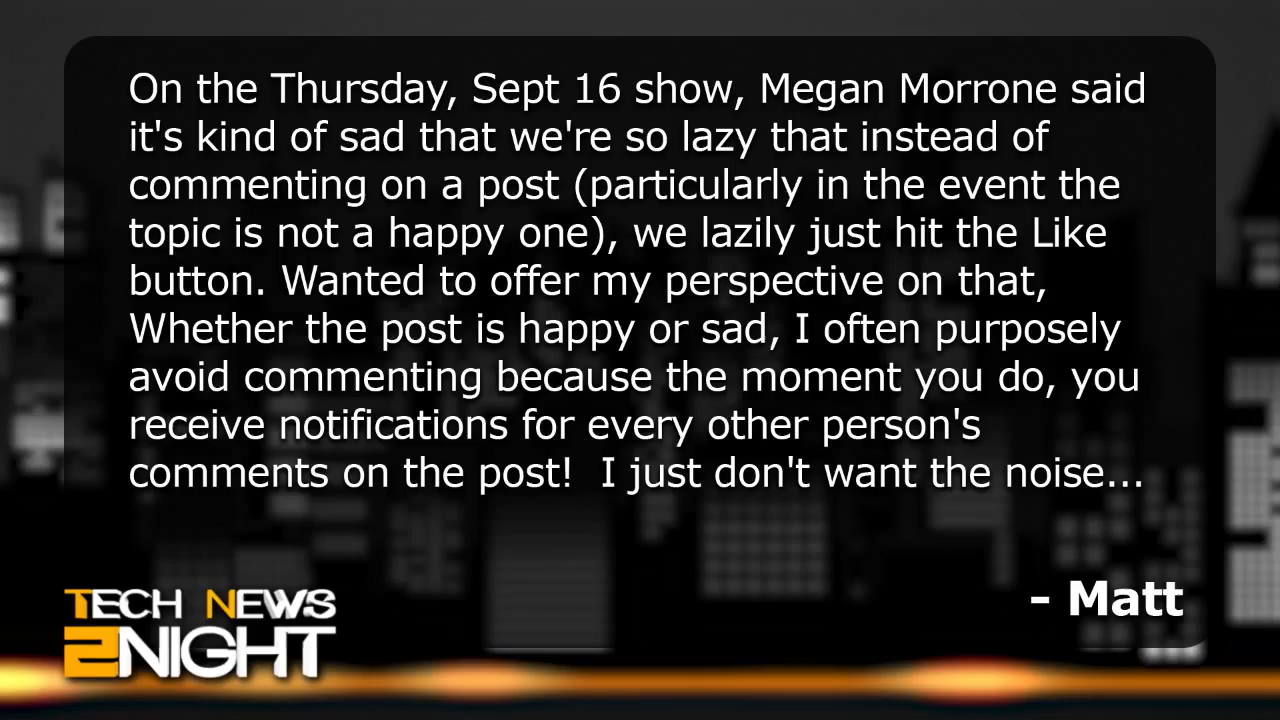 On the Thursday, Sept 16 show, Megan Morrone said
it's kind of sad that we're so lazy that instead of
commenting on a post (particularly in the event the
topic is not a happy one), we lazily just hit the Like
button. Wanted to offer my perspective on that,
Whether the post is happy or sad, I often purposely
avoid commenting because the moment you do, you
receive notifications for every other person's
comments on the post!  I just don't want the noise...
- Matt
TECH NEWS
2NIGHT